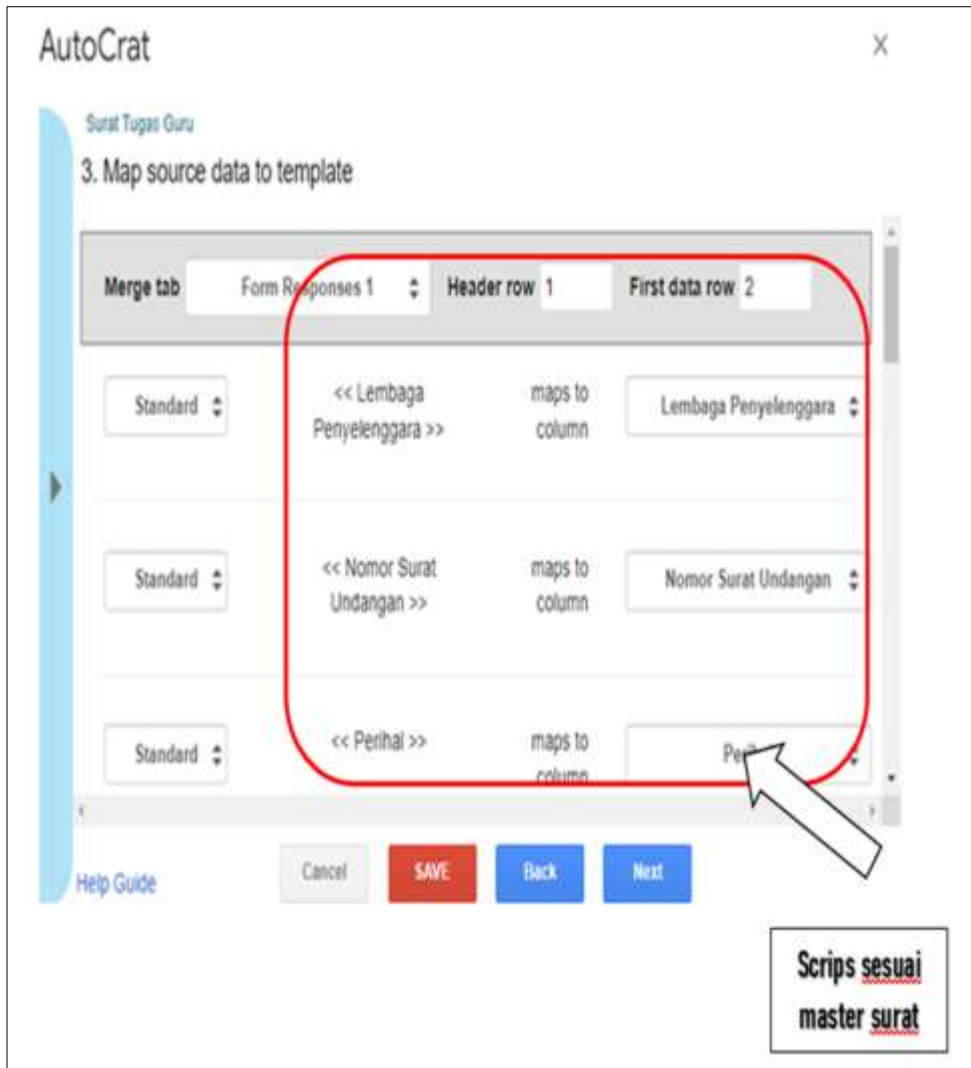 AutoCrat
X
Surat Tugas Guru
3. Map source data to template
Merge tab Form Responses 1 Header row 1 First data row 2
Standard << Lembaga maps to Lembaga Penyelenggara
Penyelenggara >> column
Standard << Nomor Surat maps to Nomor Surat Undangan
Undangan >> column
Standard << Perihal >> maps to
column
Help Guide Cancel SAVE Back Next
Scrips sesuai
master surat